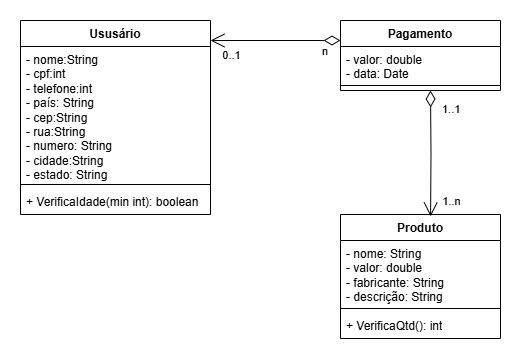 Ususário
- nome:String
- cpf:int
- telefone:int
- país: String
- cep:String
- rua:String
- numero: String
- cidade:String
- estado: String
+ VerificaIdade(min int): boolean
0..1
n
Pagamento
- valor: double
- data: Date
1..1
1..n
Produto
- nome: String
- valor: double
- fabricante: String
- descrição: String
+ VerificaQtd(): int